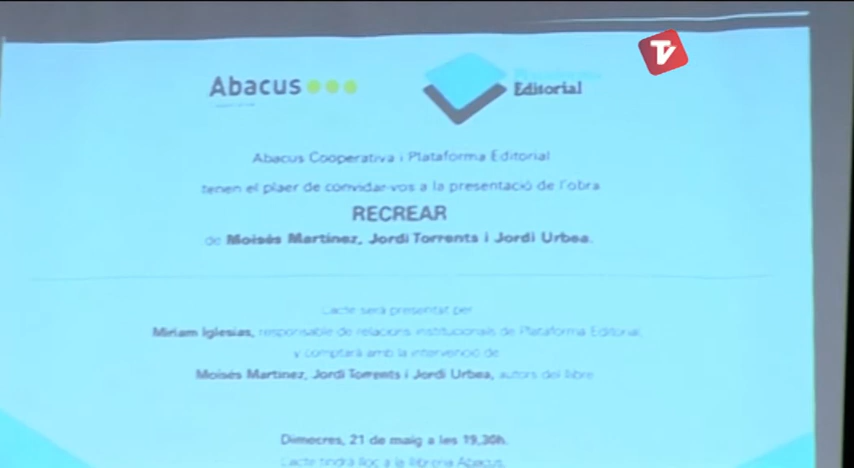 TV
Abacus
Plataforma
Editorial
Abacus Cooperativa i Plataforma Editorial
tenen el plaer de convidar-vos a la presentació de l'obra
RECREAR
de Moisés Martínez, Jordi Torrents i Jordi Urbea.
L'acte serà presentat per
Miriam Iglesias, responsable de relacions institucionals de Plataforma Editorial,
y comptarà amb la intervenció de
Moisés Martínez, Jordi Torrents i Jordi Urbea, autors del llibre
Dimecres, 21 de maig a les 19,30h.
L'acte tindrà lloc a la llibreria Abacus,